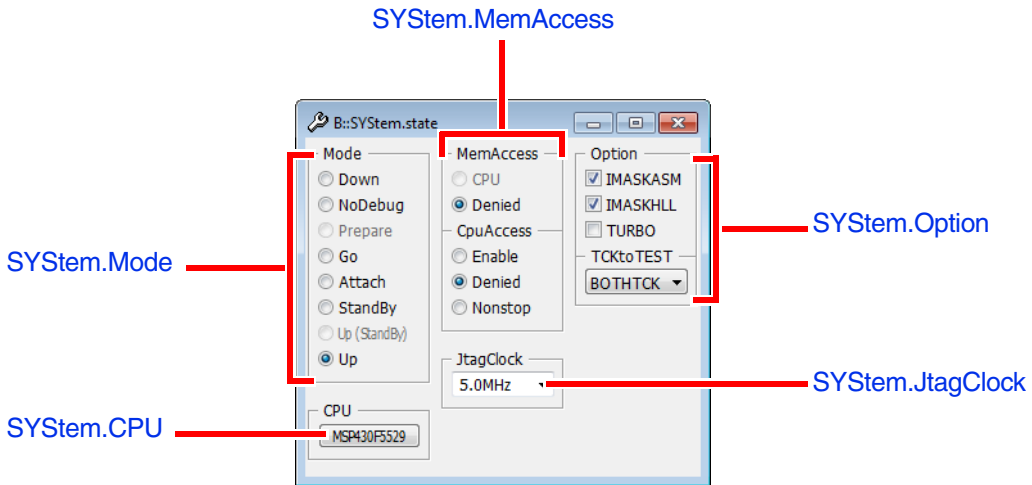 SYStem.MemAccess
B::SYStem.state
Mode
Down
NoDebug
Prepare
Go
Attach
StandBy
Up (StandBy)
Up
CPU
MSP430F5529
MemAccess
CPU
Denied
CpuAccess
Enable
Denied
Nonstop
JtagClock
5.0MHz
Option
IMASKASM
IMASKHLL
TURBO
TCKtoTEST
BOTHTCK
SYStem.Mode
SYStem.CPU
SYStem.Option
SYStem.JtagClock